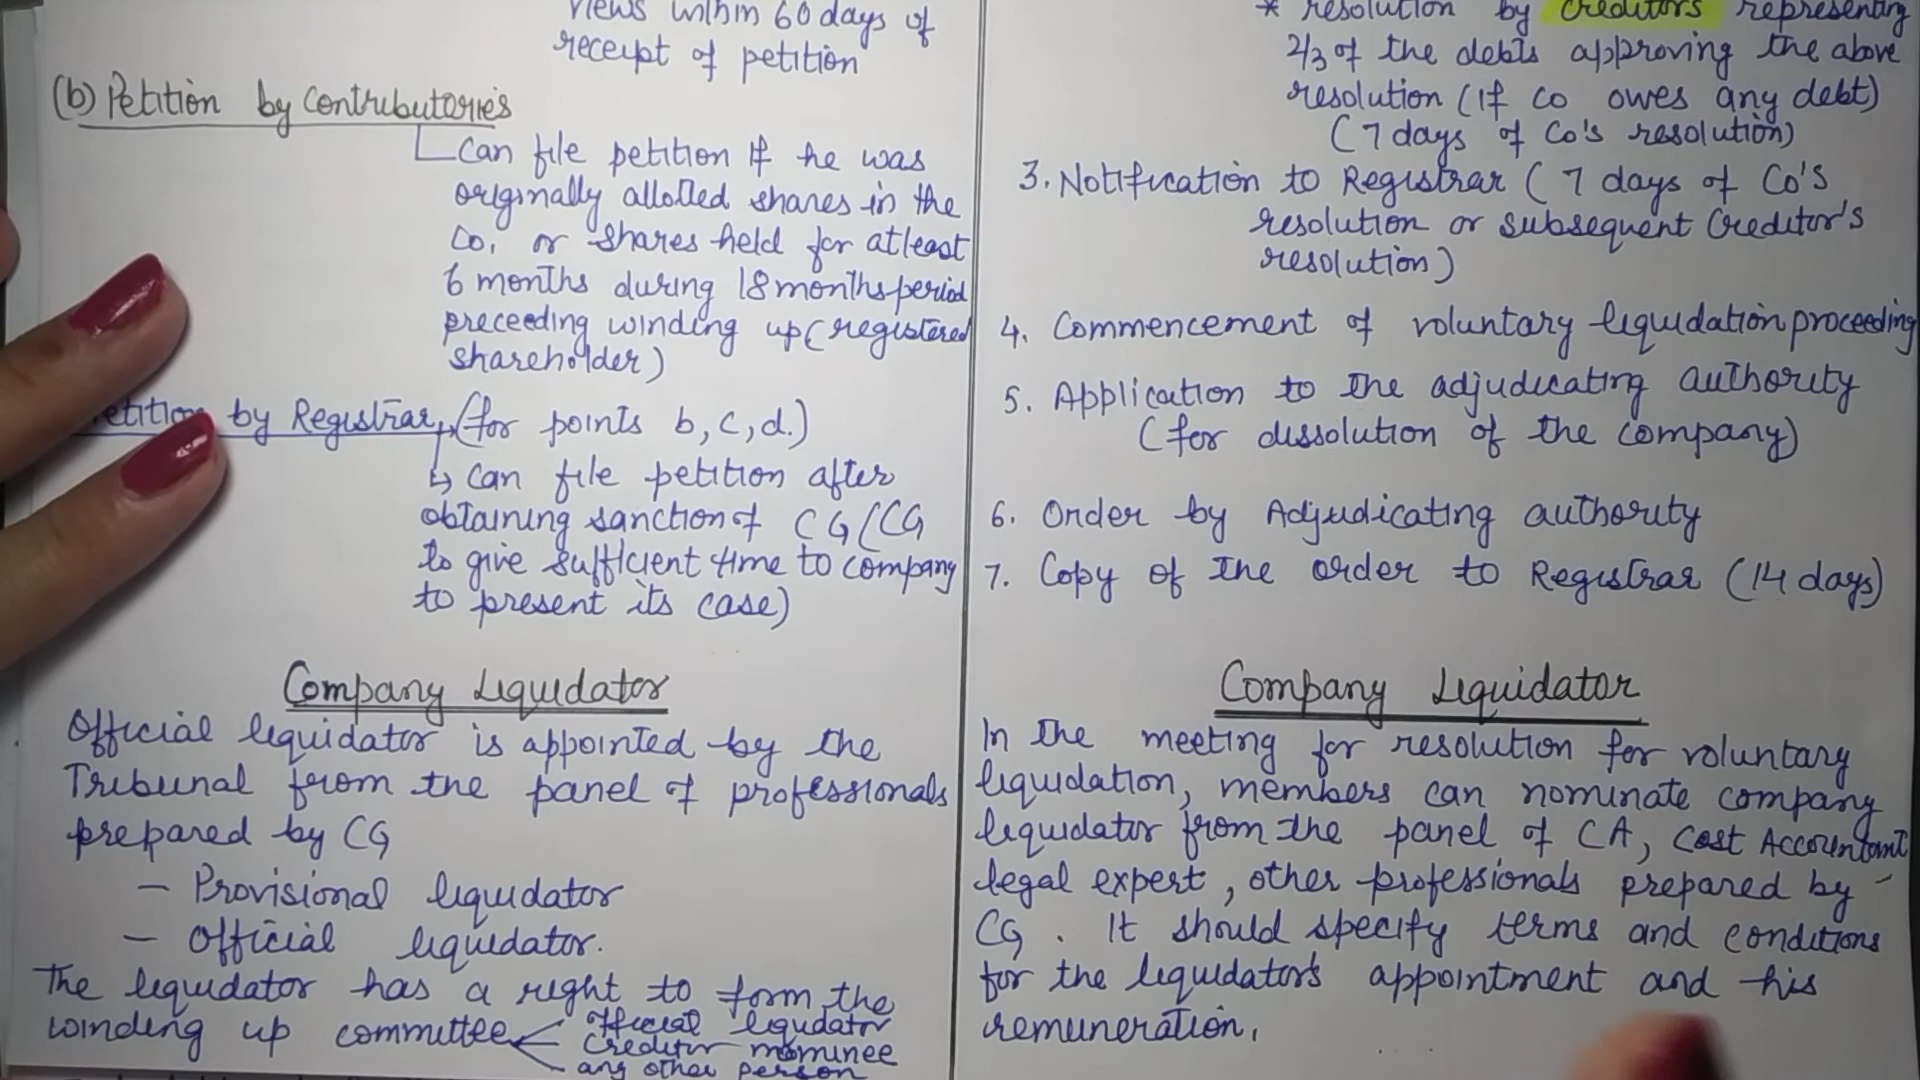 views within 60 days of
receipt of petition
(b) Petition by Contributories
Can file petition if he was
originally allotted shares in the
Co, or shares held for atleast
6 months during 18 months period
preceeding winding up (registered
shareholder)
etition by Registrar (for points b, c, d.)
↳ Can file petition after
obtaining sanction of CG (CG
to give sufficient time to company
to present its case)
Company Liquidator
Official liquidator is appointed by the
Tribunal from the panel of professionals
prepared by CG
- Provisional liquidator
- Official liquidator.
The liquidator has a right to form the
winding up committee
official liqudator
Creditor nominee
any other person
* resolution by creditors representing
2/3 of the debts approving the above
resolution (If co owes any debt)
(7 days of Co's resolution)
3. Notification to Registrar (7 days of Co's
resolution or subsequent Creditor's
resolution)
4. Commencement of voluntary liquidation proceeding
5. Application to the adjudicating authority
(for dissolution of the company)
6. Order by Adjudicating authority
7. Copy of the order to Registrar (14 days)
Company Liquidator
In the meeting for resolution for voluntary
liquidation, members can nominate company
liquidator from the panel of CA, Cost Accountant
legal expert, other professionals prepared by -
CG. It should specify terms and conditions
for the liquidator's appointment and his
remuneration.